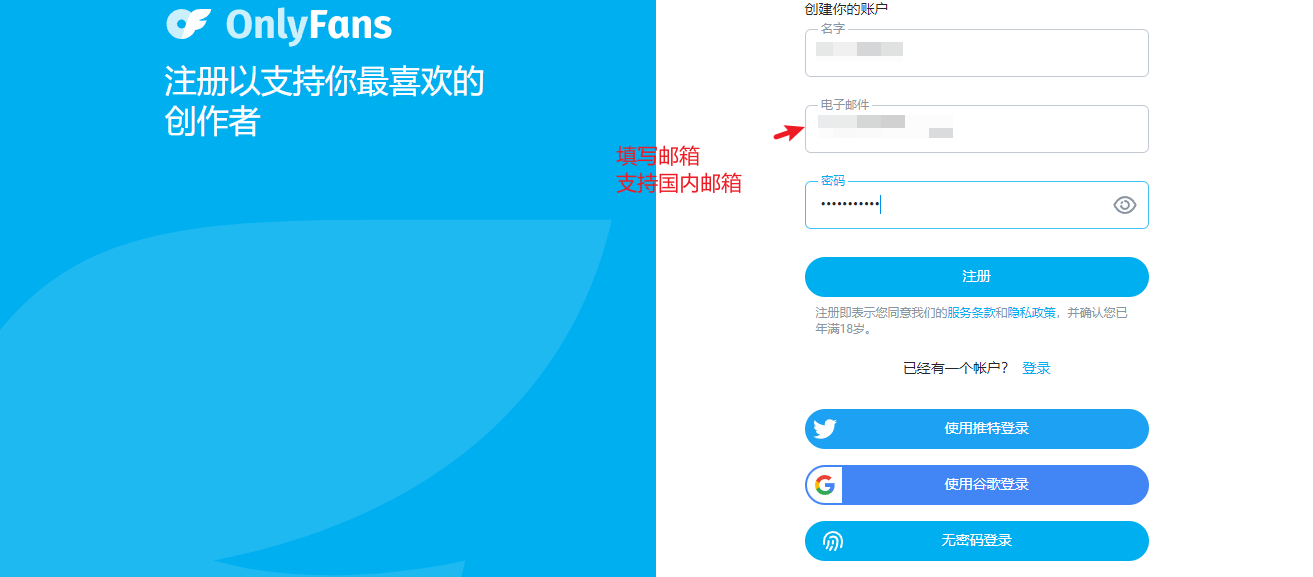 OnlyFans
注册以支持你最喜欢的
创作者
填写邮箱
支持国内邮箱
创建你的账户
名字
电子邮件
密码
•••••••••••
注册
注册即表示您同意我们的服务条款和隐私政策，并确认您已
年满18岁。
已经有一个帐户？ 登录
使用推特登录
使用谷歌登录
无密码登录